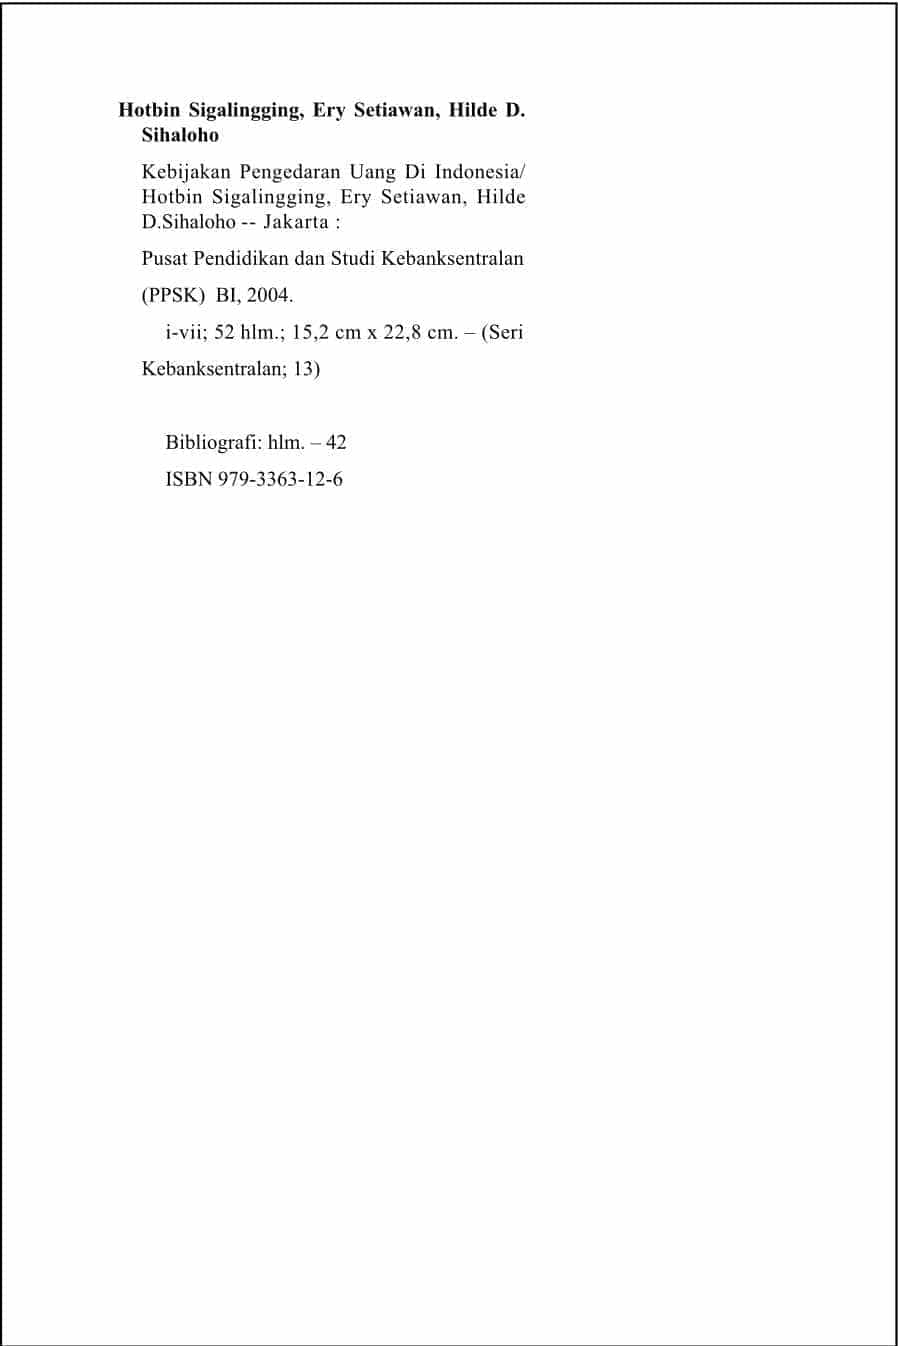 Hotbin Sigalingging, Ery Setiawan, Hilde D.
Sihaloho
Kebijakan Pengedaran Uang Di Indonesia/
Hotbin Sigalingging, Ery Setiawan, Hilde
D.Sihaloho -- Jakarta :
Pusat Pendidikan dan Studi Kebanksentralan
(PPSK) BI, 2004.
i-vii; 52 hlm.; 15,2 cm x 22,8 cm. – (Seri
Kebanksentralan; 13)
Bibliografi: hlm. – 42
ISBN 979-3363-12-6